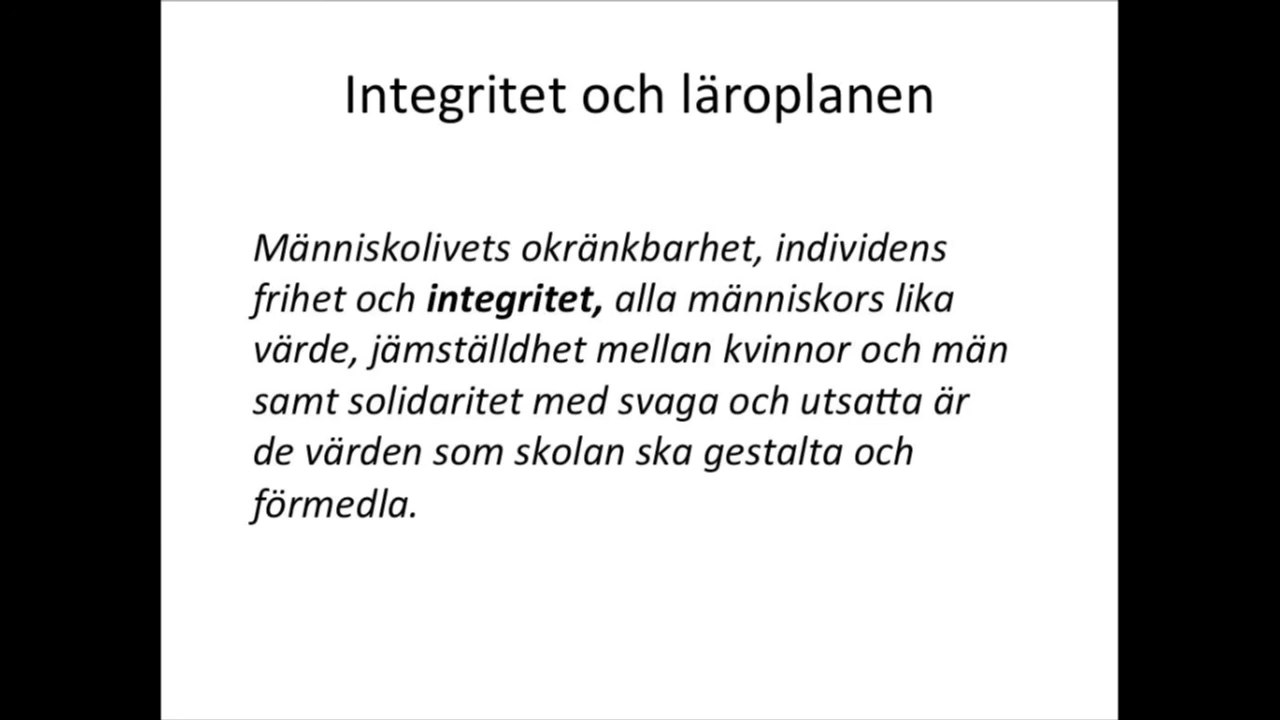 Integritet och läroplanen
Människolivets okränkbarhet, individens
frihet och integritet, alla människors lika
värde, jämställdhet mellan kvinnor och män
samt solidaritet med svaga och utsatta är
de värden som skolan ska gestalta och
förmedla.